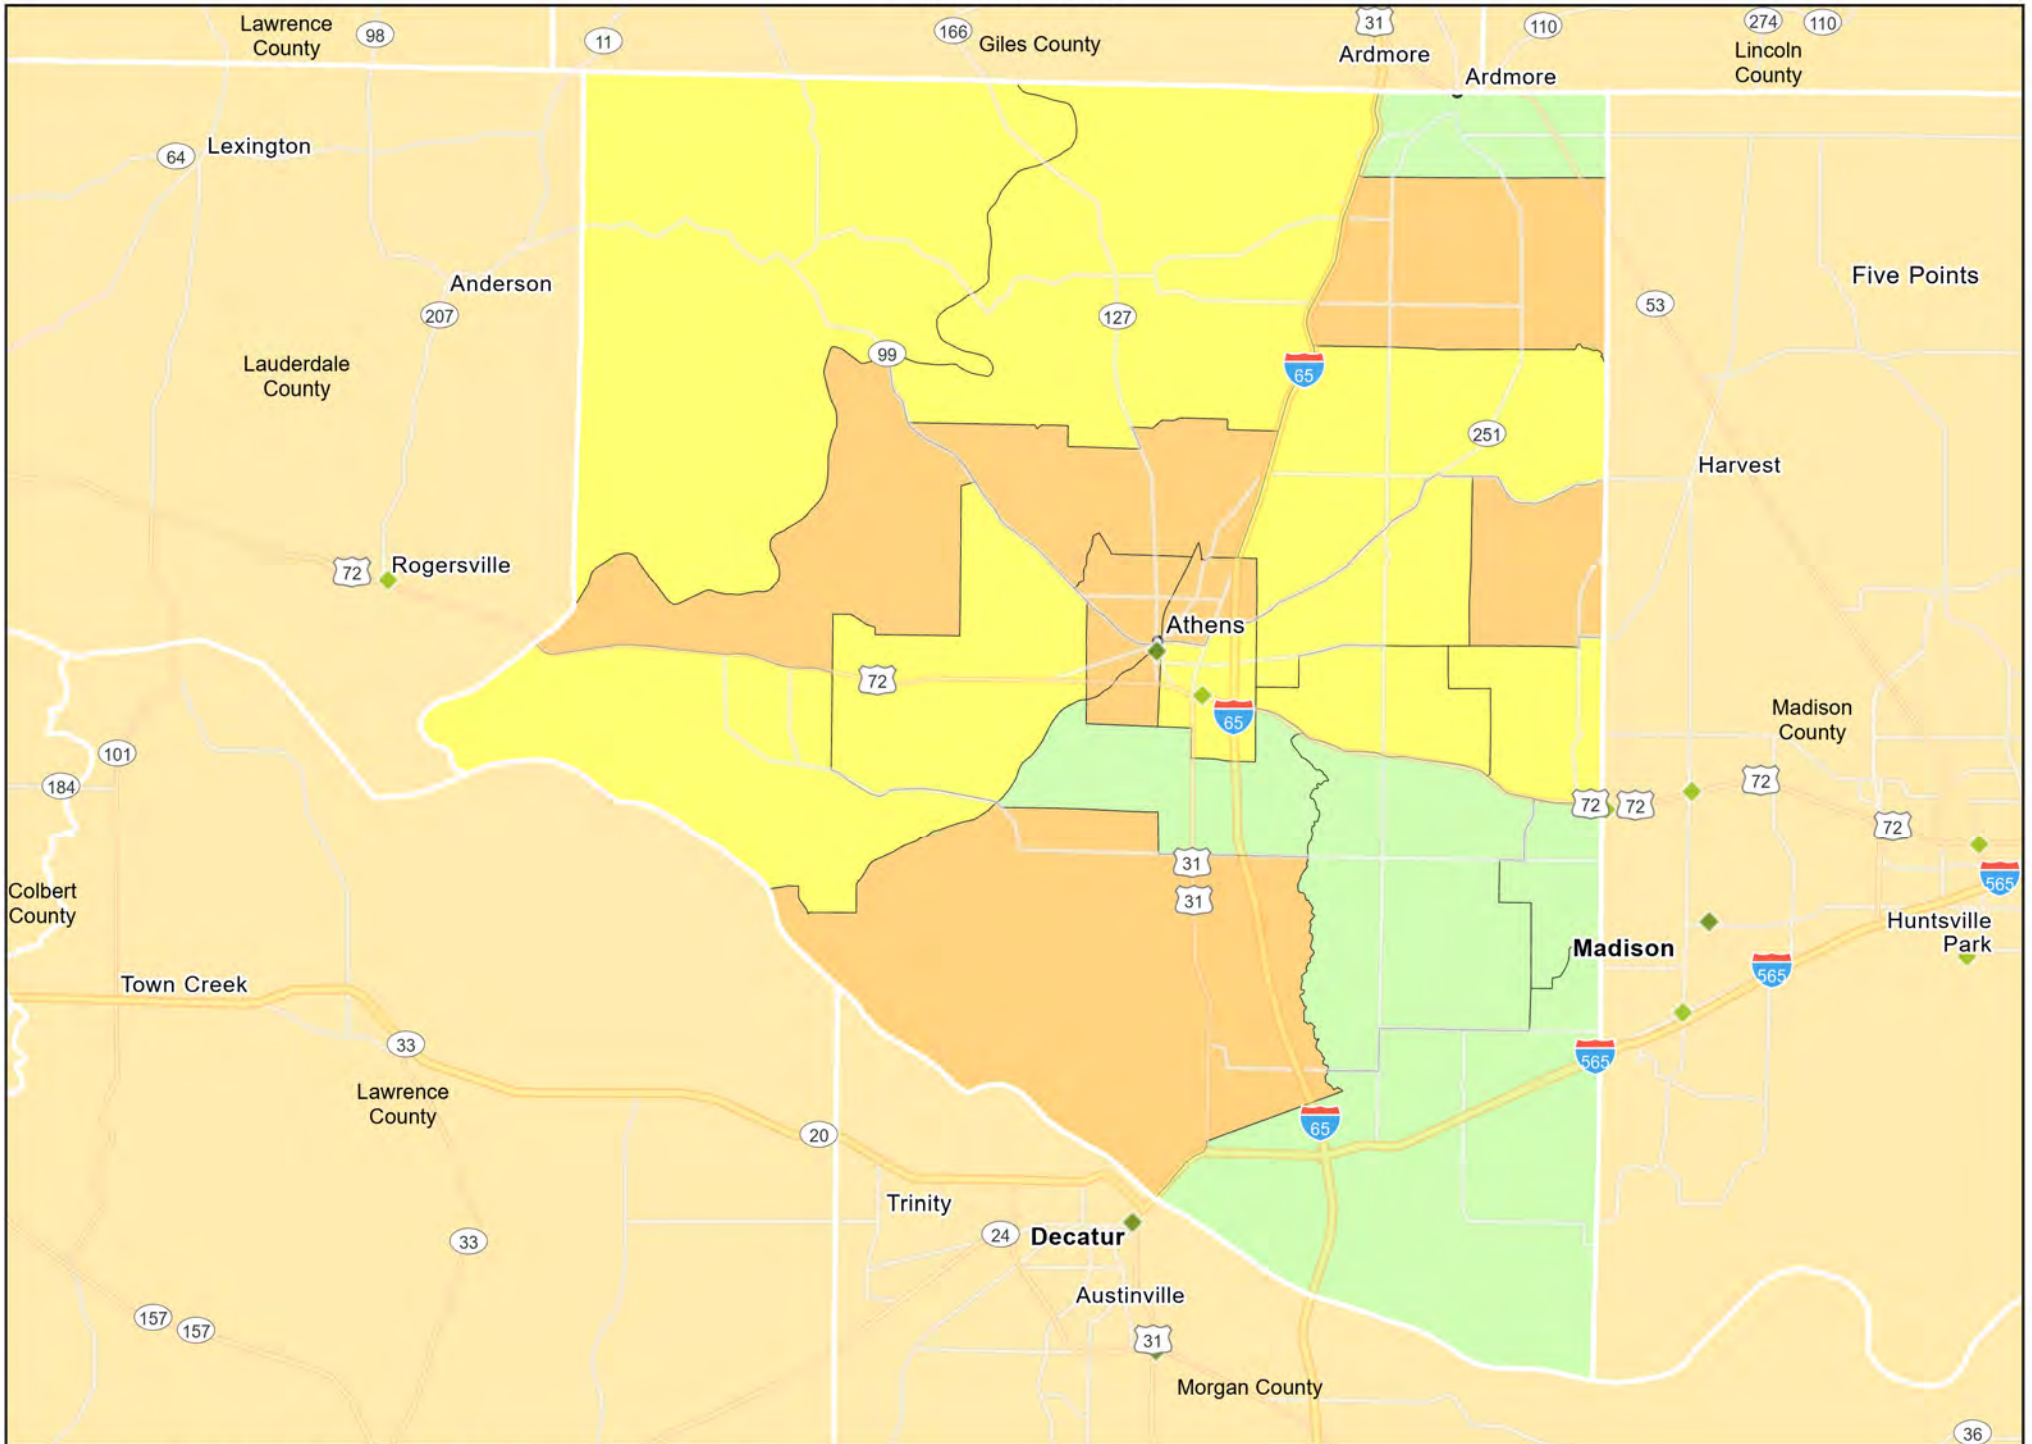 Lawrence
County
98
11
166
Giles County
31
Ardmore
110
274
110
Lincoln
County
Ardmore
64
Lexington
Anderson
207
Five Points
53
127
99
65
Lauderdale
County
251
Harvest
72
Rogersville
Athens
72
65
Madison
County
101
184
72
72
72
72
31
31
565
Colbert
County
Huntsville
Park
Madison
565
Town Creek
33
565
Lawrence
County
65
20
Trinity
24
Decatur
33
Austinville
157
157
31
Morgan County
36